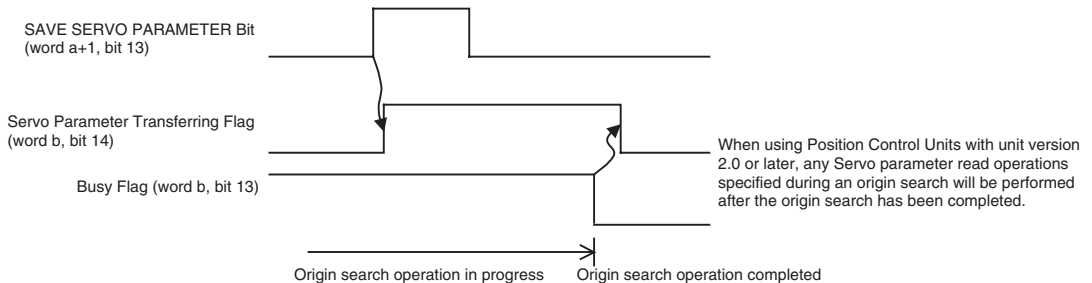 SAVE SERVO PARAMETER Bit
(word a+1, bit 13)
Servo Parameter Transferring Flag
(word b, bit 14)
Busy Flag (word b, bit 13)
When using Position Control Units with unit version
2.0 or later, any Servo parameter read operations
specified during an origin search will be performed
after the origin search has been completed.
Origin search operation in progress
Origin search operation completed